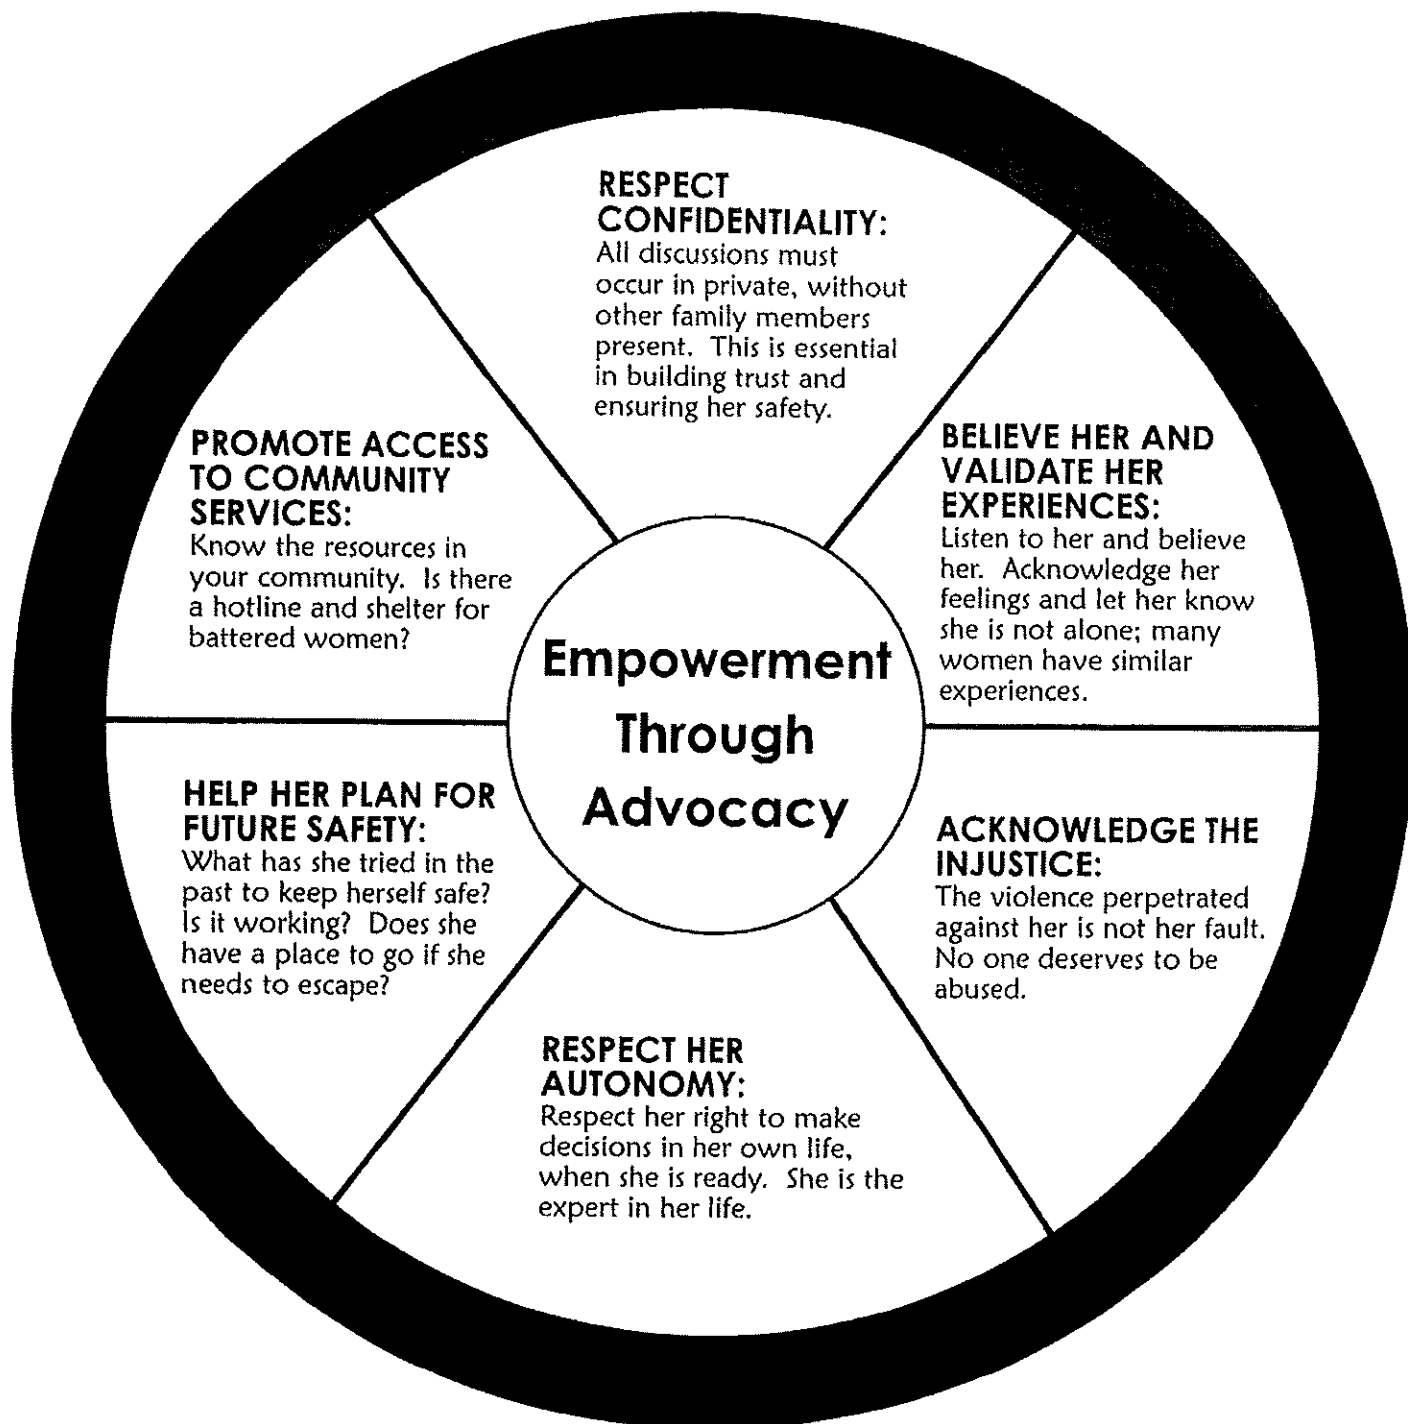 RESPECT
CONFIDENTIALITY:
All discussions must
occur in private, without
other family members
present. This is essential
in building trust and
ensuring her safety.
BELIEVE HER AND
VALIDATE HER
EXPERIENCES:
Listen to her and believe
her. Acknowledge her
feelings and let her know
she is not alone; many
women have similar
experiences.
ACKNOWLEDGE THE
INJUSTICE:
The violence perpetrated
against her is not her fault.
No one deserves to be
abused.
RESPECT HER
AUTONOMY:
Respect her right to make
decisions in her own life,
when she is ready. She is the
expert in her life.
HELP HER PLAN FOR
FUTURE SAFETY:
What has she tried in the
past to keep herself safe?
Is it working? Does she
have a place to go if she
needs to escape?
PROMOTE ACCESS
TO COMMUNITY
SERVICES:
Know the resources in
your community. Is there
a hotline and shelter for
battered women?
Empowerment
Through
Advocacy